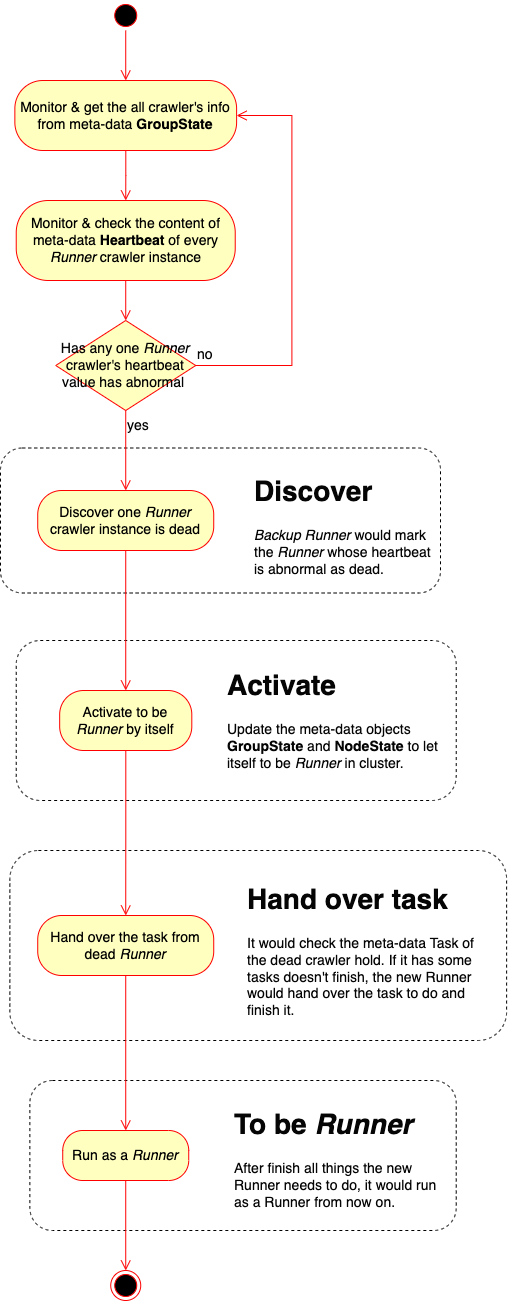 Monitor & get the all crawler's info
from meta-data GroupState
Monitor & check the content of
meta-data Heartbeat of every
Runner crawler instance
Has any one Runner
crawler's heartbeat
value has abnormal
no
yes
Discover
Discover one Runner
crawler instance is dead
Backup Runner would mark
the Runner whose heartbeat
is abnormal as dead.
Activate
Activate to be
Runner by itself
Update the meta-data objects
GroupState and NodeState to let
itself to be Runner in cluster.
Hand over task
Hand over the task from
dead Runner
It would check the meta-data Task of
the dead crawler hold. If it has some
tasks doesn't finish, the new Runner
would hand over the task to do and
finish it.
To be Runner
Run as a Runner
After finish all things the new
Runner needs to do, it would run
as a Runner from now on.